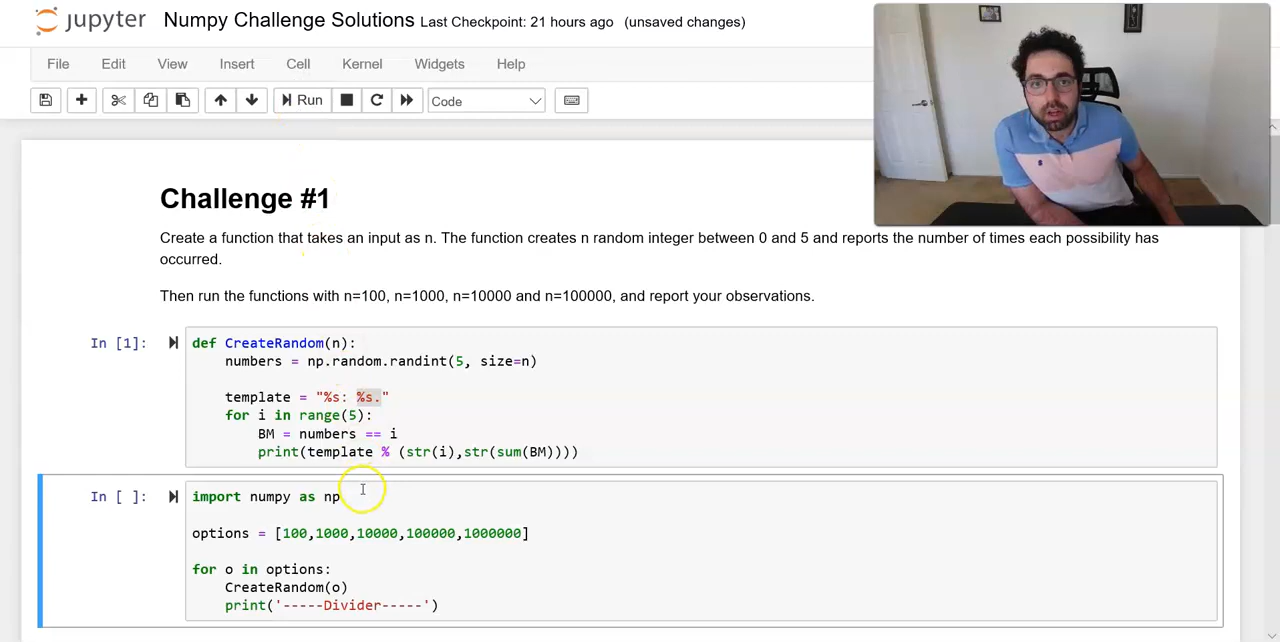 jupyter Numpy Challenge Solutions Last Checkpoint: 21 hours ago (unsaved changes)
File Edit View Insert Cell Kernel Widgets Help
Run Code
Challenge #1
Create a function that takes an input as n. The function creates n random integer between 0 and 5 and reports the number of times each possibility has
occurred.
Then run the functions with n=100, n=1000, n=10000 and n=100000, and report your observations.
In [1]: def CreateRandom(n):
numbers = np.random.randint(5, size=n)
template = "%s: %s."
for i in range(5):
BM = numbers == i
print(template % (str(i),str(sum(BM))))
In [ ]: import numpy as np
options = [100,1000,10000,100000,1000000]
for o in options:
CreateRandom(o)
print('-----Divider-----')